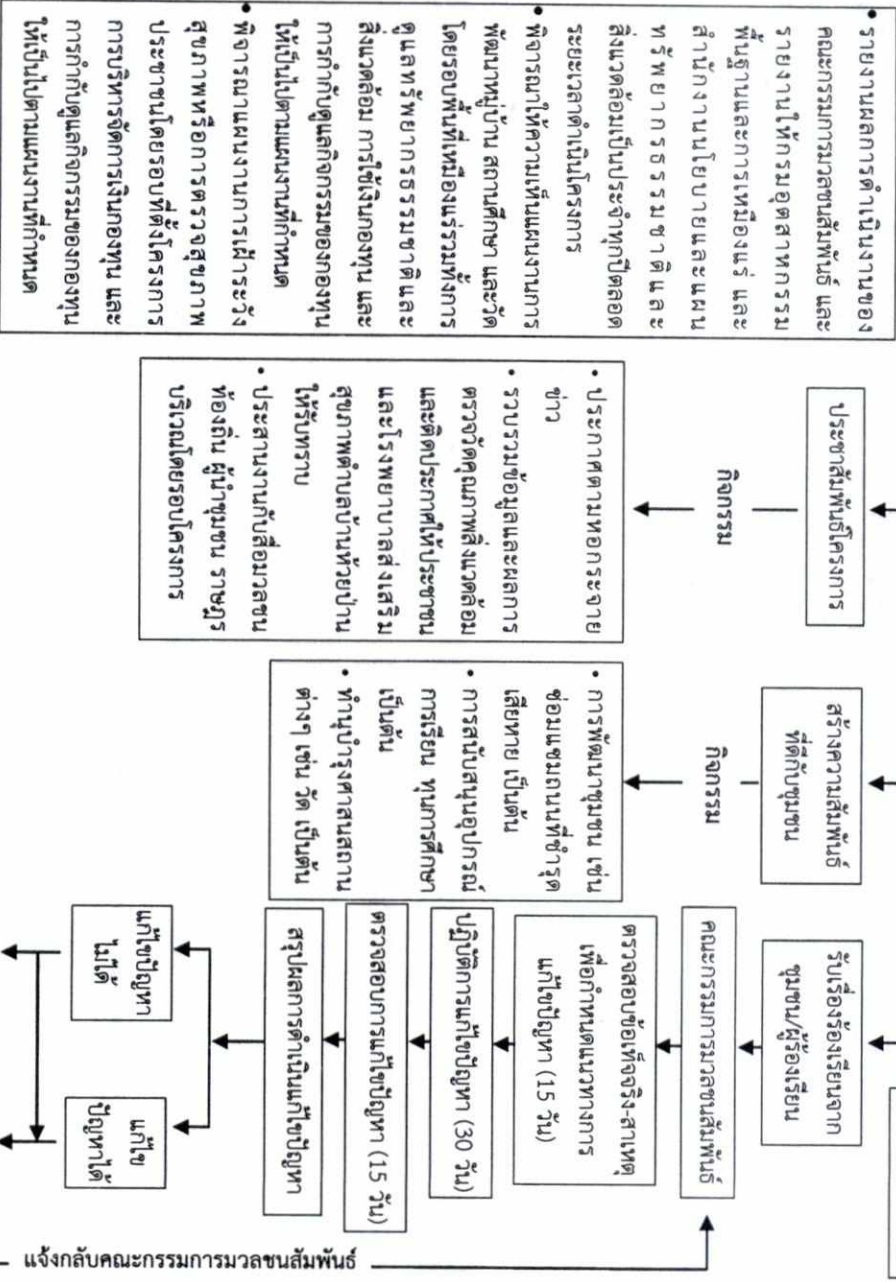 ประชาสัมพันธ์โครงการ
กิจกรรม
• ประกาศตามหอกระจาย
ข่าว
• รวบรวมข้อมูลและผลการ
ตรวจวัดคุณภาพสิ่งแวดล้อม
และติดประกาศให้ประชาชน
และโรงพยาบาลส่งเสริม
สุขภาพตำบลบ้านห้วยป่าน
ให้รับทราบ
• ประสานงานกับสื่อมวลชน
ท้องถิ่น ผู้นำชุมชน ราษฎร
บริเวณโดยรอบโครงการ
สร้างความสัมพันธ์
ที่ดีกับชุมชน
กิจกรรม
• การพัฒนาชุมชน เช่น
ซ่อมแซมถนนที่ชำรุด
เสียหาย เป็นต้น
• การสนับสนุนอุปกรณ์
การเรียน ทุนการศึกษา
เป็นต้น
• ทำนุบำรุงศาสนสถาน
ต่างๆ เช่น วัด เป็นต้น
รับเรื่องร้องเรียนจาก
ชุมชน/ผู้ร้องเรียน
คณะกรรมการมวลชนสัมพันธ์
ตรวจสอบข้อเท็จจริง-สาเหตุ
เพื่อกำหนดแนวทางการ
แก้ไขปัญหา (15 วัน)
ปฏิบัติการแก้ไขปัญหา (30 วัน)
ตรวจสอบการแก้ไขปัญหา (15 วัน)
สรุปผลการดำเนินแก้ไขปัญหา
แก้ไขปัญหา
ไม่ได้
แก้ไข
ปัญหาได้
แจ้งกลับคณะกรรมการมวลชนสัมพันธ์
• รายงานผลการดำเนินงานของ
คณะกรรมการมวลชนสัมพันธ์ และ
รายงานให้กรมอุตสาหกรรม
พื้นฐานและการเหมืองแร่ และ
สำนักงานนโยบายและแผน
ทรัพยากรธรรมชาติและ
สิ่งแวดล้อมเป็นประจำทุกปีตลอด
ระยะเวลาดำเนินโครงการ
• พิจารณาให้ความเห็นแผนงานการ
พัฒนาหมู่บ้าน สถานศึกษา และวัด
โดยรอบพื้นที่เหมืองแร่รวมทั้งการ
ดูแลทรัพยากรธรรมชาติและ
สิ่งแวดล้อม การใช้เงินกองทุน และ
การกำกับดูแลกิจกรรมของกองทุน
ให้เป็นไปตามแผนงานที่กำหนด
• พิจารณาแผนงานการเฝ้าระวัง
สุขภาพหรือการตรวจสุขภาพ
ประชาชนโดยรอบที่ตั้งโครงการ
การบริหารจัดการเงินกองทุน และ
การกำกับดูแลกิจกรรมของกองทุน
ให้เป็นไปตามแผนงานที่กำหนด